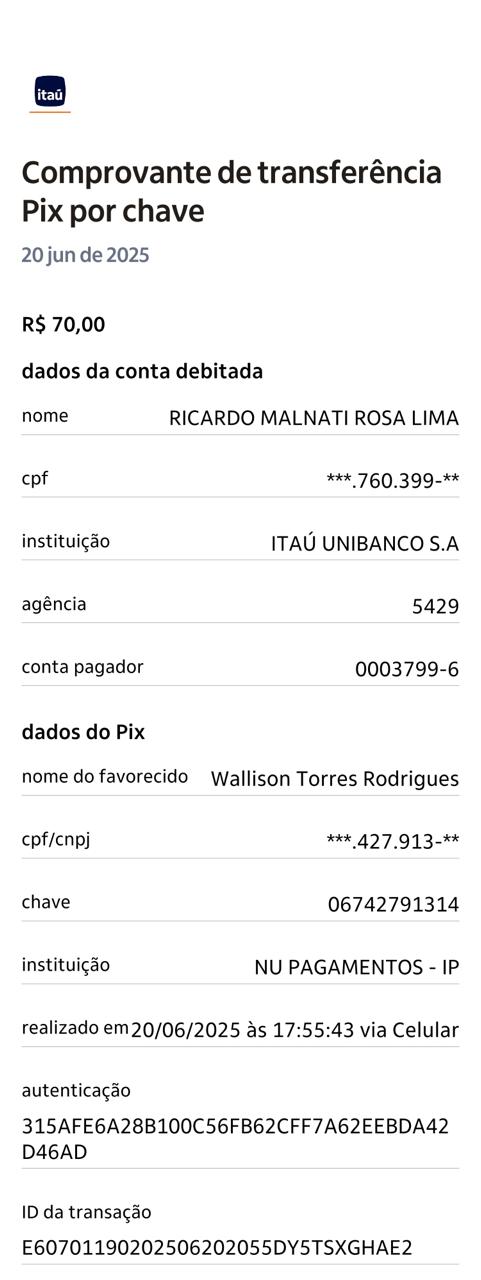 itaú
Comprovante de transferência
Pix por chave
20 jun de 2025
R$ 70,00
dados da conta debitada
nome RICARDO MALNATI ROSA LIMA
cpf ***.760.399-**
instituição ITAÚ UNIBANCO S.A
agência 5429
conta pagador 0003799-6
dados do Pix
nome do favorecido Wallison Torres Rodrigues
cpf/cnpj ***.427.913-**
chave 06742791314
instituição NU PAGAMENTOS - IP
realizado em 20/06/2025 às 17:55:43 via Celular
autenticação
315AFE6A28B100C56FB62CFF7A62EEBDA42
D46AD
ID da transação
E60701190202506202055DY5TSXGHAE2